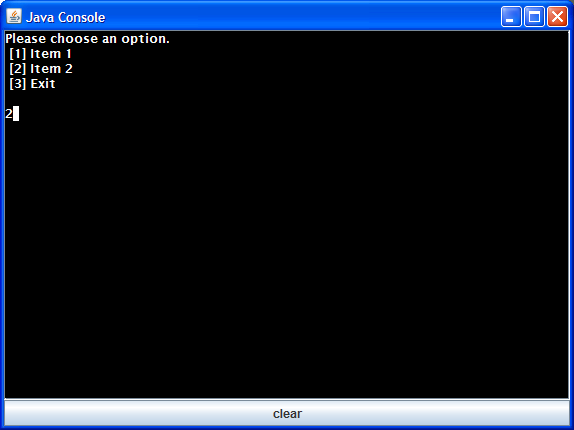 Java Console
Please choose an option.
[1] Item 1
[2] Item 2
[3] Exit
2
clear